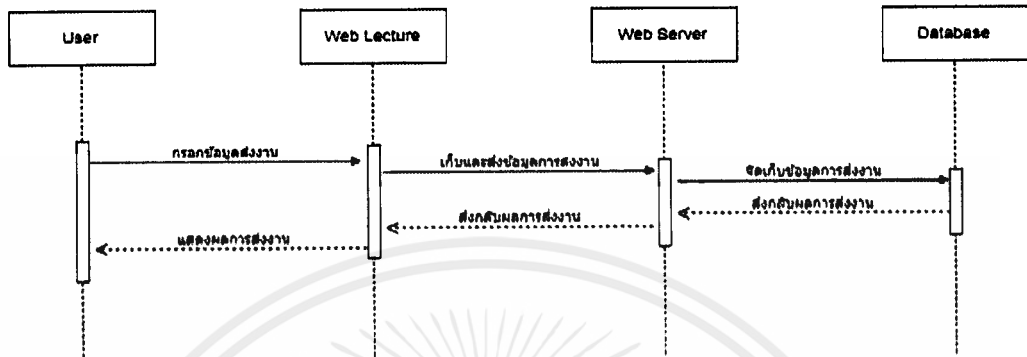 User
Web Lecture
Web Server
Database
กรอกข้อมูลส่งงาน
เก็บและส่งข้อมูลการส่งงาน
จัดเก็บข้อมูลการส่งงาน
ส่งกลับผลการส่งงาน
ส่งกลับผลการส่งงาน
แสดงผลการส่งงาน